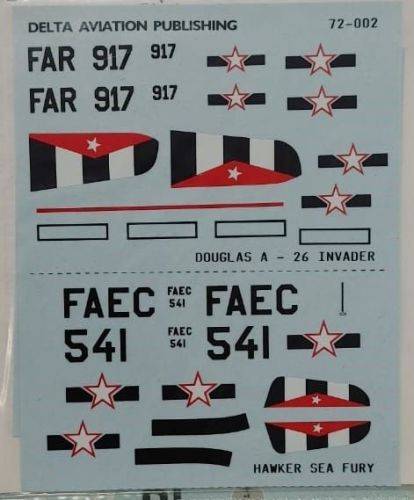 DELTA AVIATION PUBLISHING 72-002
FAR 917 917
FAR 917 917
DOUGLAS A - 26 INVADER
FAEC FAEC 541 FAEC
541 FAEC 541 541
HAWKER SEA FURY